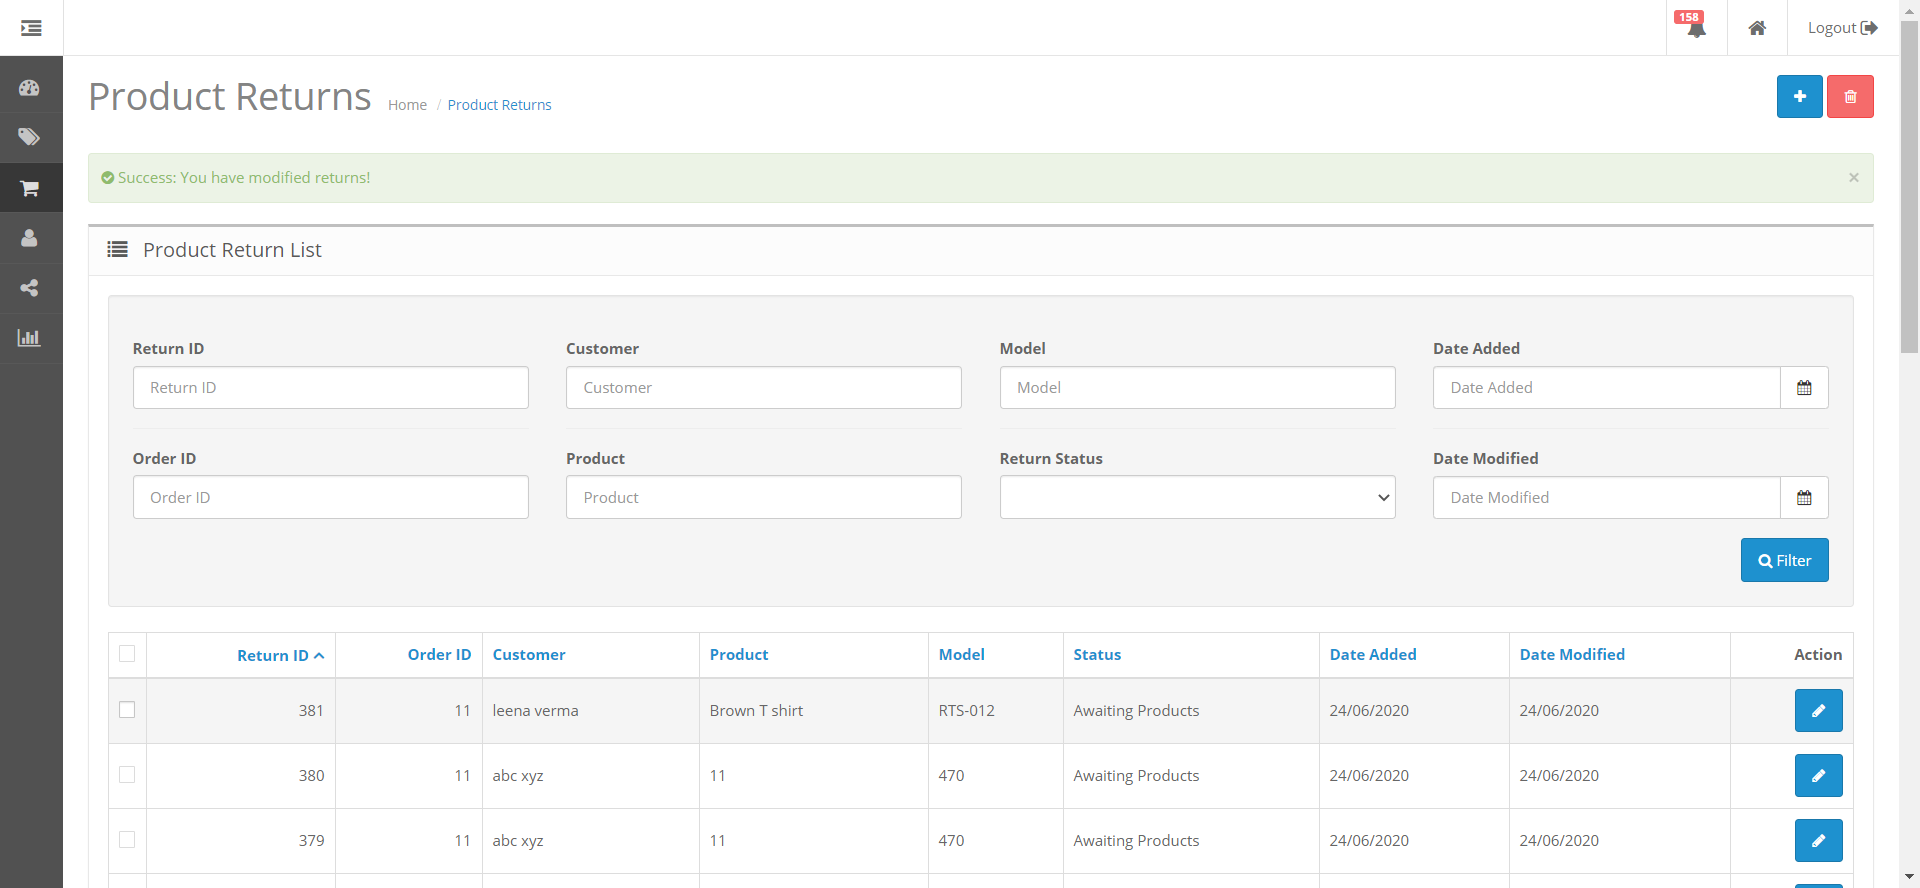 158
Logout
Product Returns
Home / Product Returns
Success: You have modified returns!
×
Product Return List
Return ID Customer Model Date Added
Return ID Customer Model Date Added
Order ID Product Return Status Date Modified
Order ID Product Date Modified
Filter
Return ID Order ID Customer Product Model Status Date Added Date Modified Action
381 11 leena verma Brown T shirt RTS-012 Awaiting Products 24/06/2020 24/06/2020
380 11 abc xyz 11 470 Awaiting Products 24/06/2020 24/06/2020
379 11 abc xyz 11 470 Awaiting Products 24/06/2020 24/06/2020